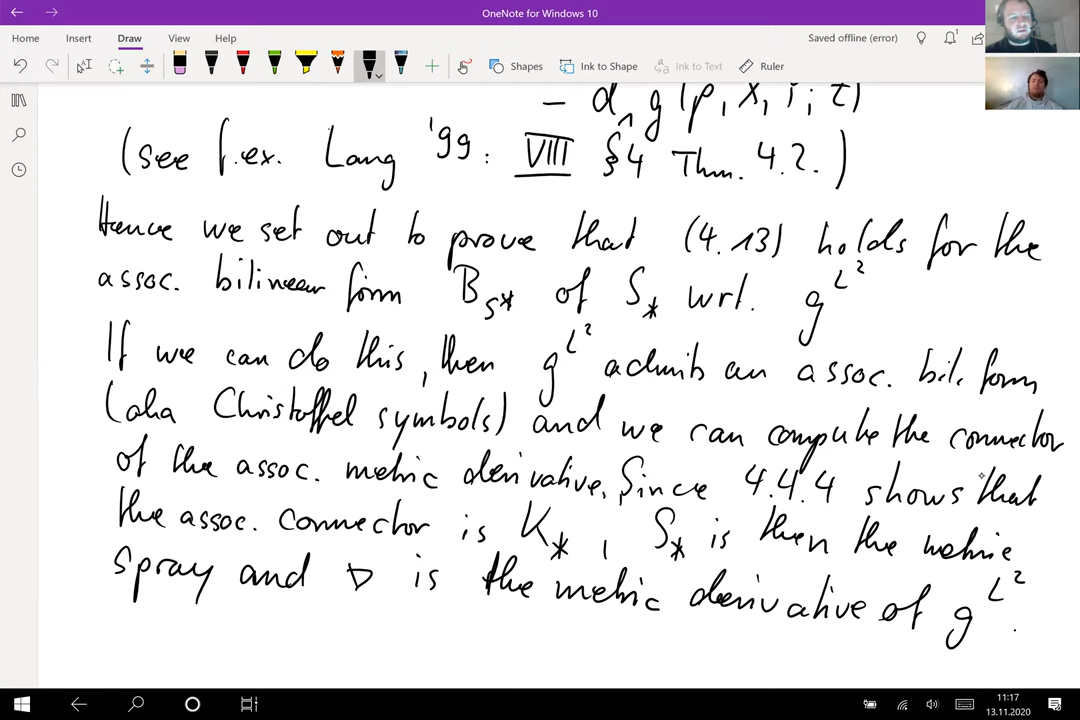 OneNote for Windows 10
Home Insert Draw View Help
Saved offline (error)
Shapes Ink to Shape Ink to Text Ruler
(see f.ex. Lang '99: VIII §4 Thm. 4.2.)
Hence we set out to prove that (4.13) holds for the
assoc. bilinear form B_{S*} of S_* wrt. g^{L²}
If we can do this, then g^{L²} admits an assoc. bil. form
(aka Christoffel symbols) and we can compute the connector
of the assoc. metric derivative. Since 4.4.4 shows that
the assoc. connector is K_*, S_* is then the metric
spray and ∇ is the metric derivative of g^{L²}.
11:17
13.11.2020